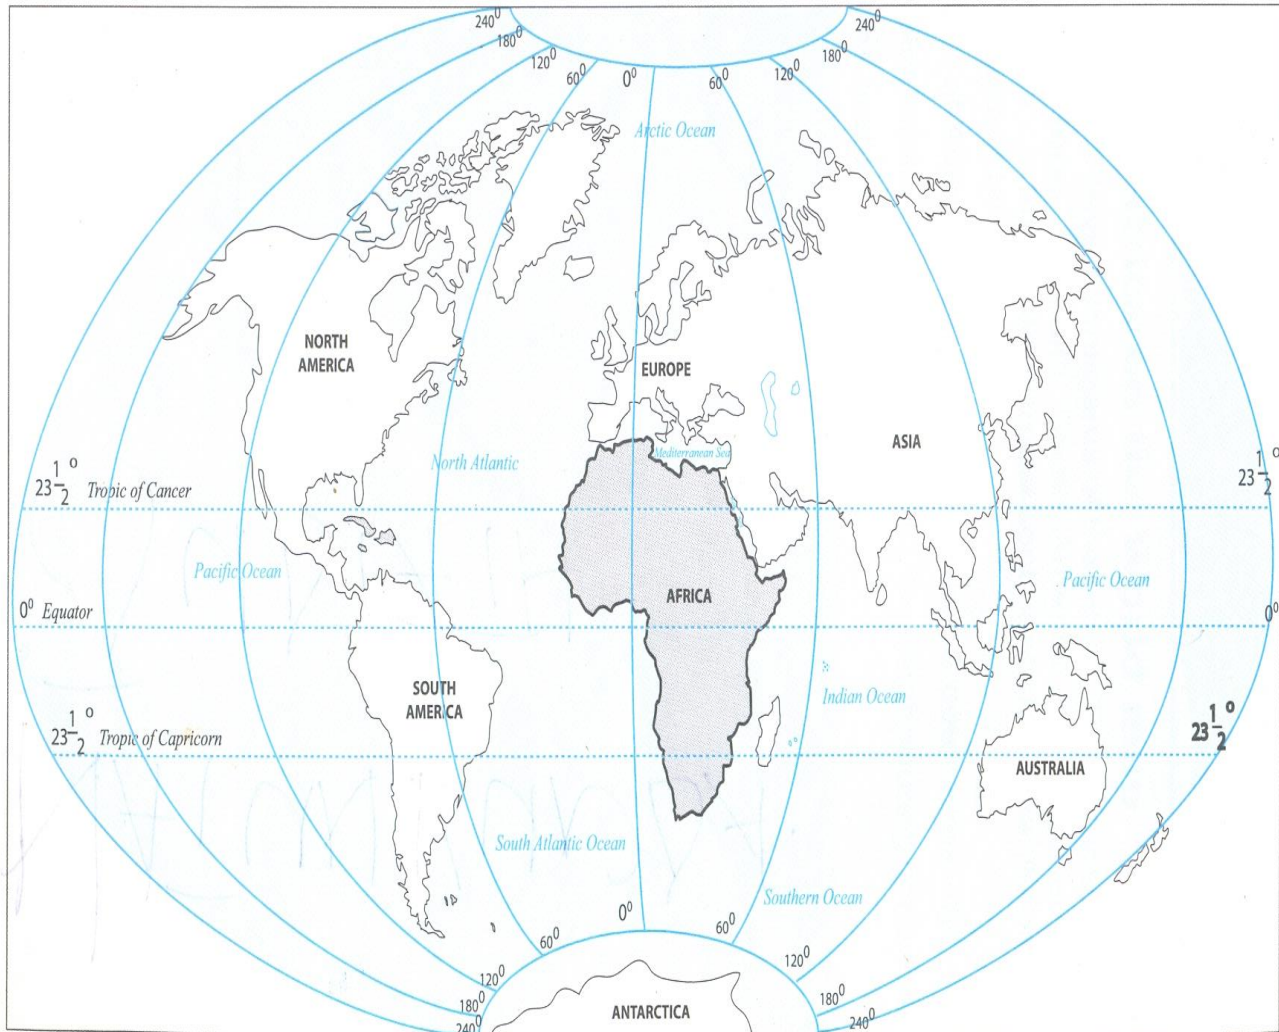 240⁰
180⁰
120⁰
60⁰
0⁰
60⁰
120⁰
180⁰
240⁰
Arctic Ocean
NORTH
AMERICA
EUROPE
ASIA
Mediterranean Sea
North Atlantic
23 1/2 ⁰ Tropic of Cancer
23 1/2 ⁰
Pacific Ocean
AFRICA
Pacific Ocean
0⁰ Equator
0⁰
SOUTH
AMERICA
Indian Ocean
23 1/2 ⁰ Tropic of Capricorn
23 1/2 ⁰
AUSTRALIA
South Atlantic Ocean
Southern Ocean
0⁰
60⁰
60⁰
120⁰
120⁰
180⁰
180⁰
240⁰
240⁰
ANTARCTICA